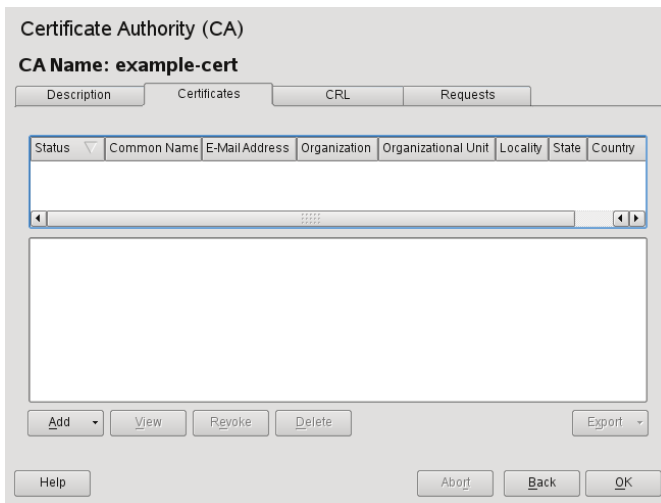 Certificate Authority (CA)
CA Name: example-cert
Description Certificates CRL Requests
Status Common Name E-Mail Address Organization Organizational Unit Locality State Country
Add View Revoke Delete Export
Help Abort Back OK